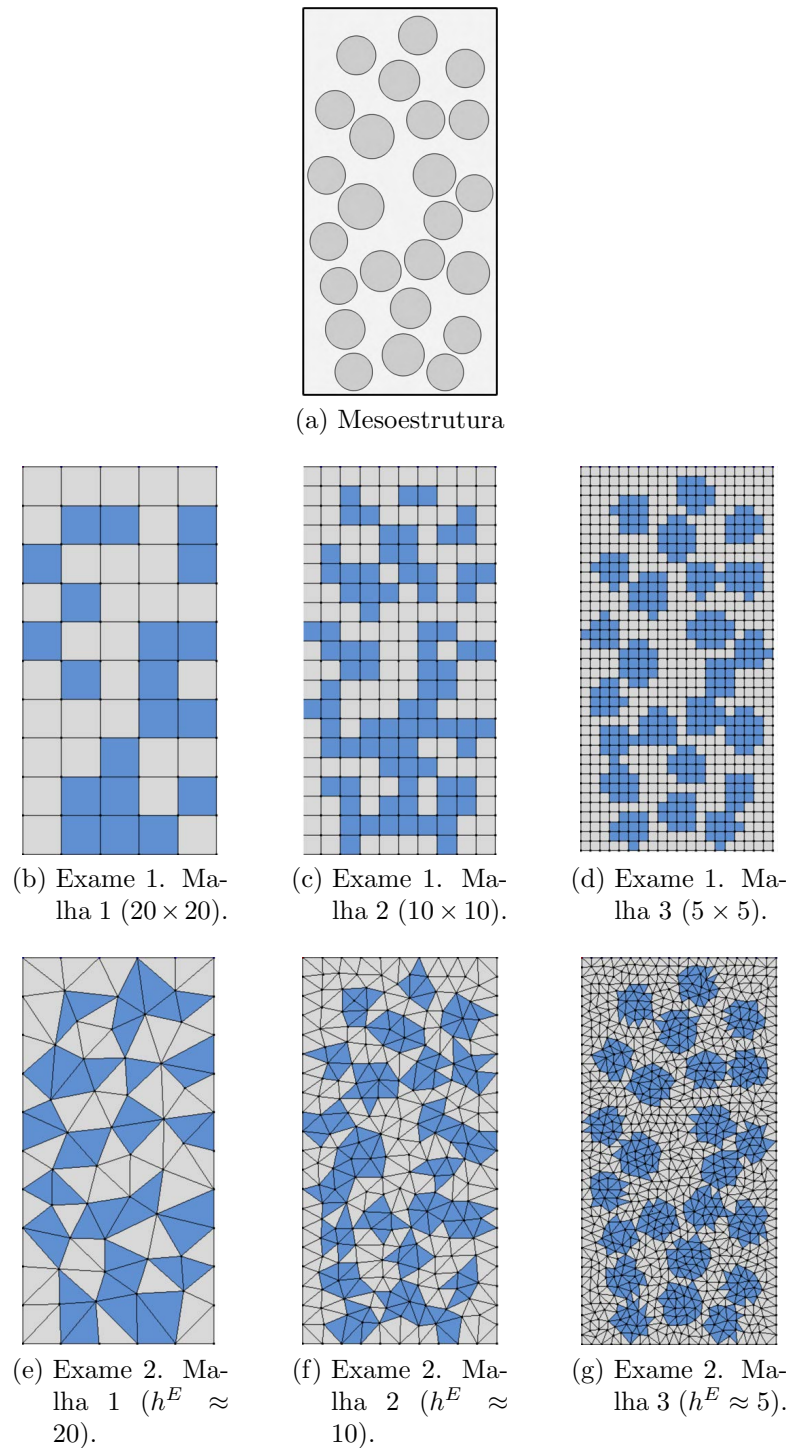 (a) Mesoestrutura
(b) Exame 1. Ma-
lha 1 (20 × 20).
(c) Exame 1. Ma-
lha 2 (10 × 10).
(d) Exame 1. Ma-
lha 3 (5 × 5).
(e) Exame 2. Ma-
lha 1 (h^E ≈
20).
(f) Exame 2. Ma-
lha 2 (h^E ≈
10).
(g) Exame 2. Ma-
lha 3 (h^E ≈ 5).